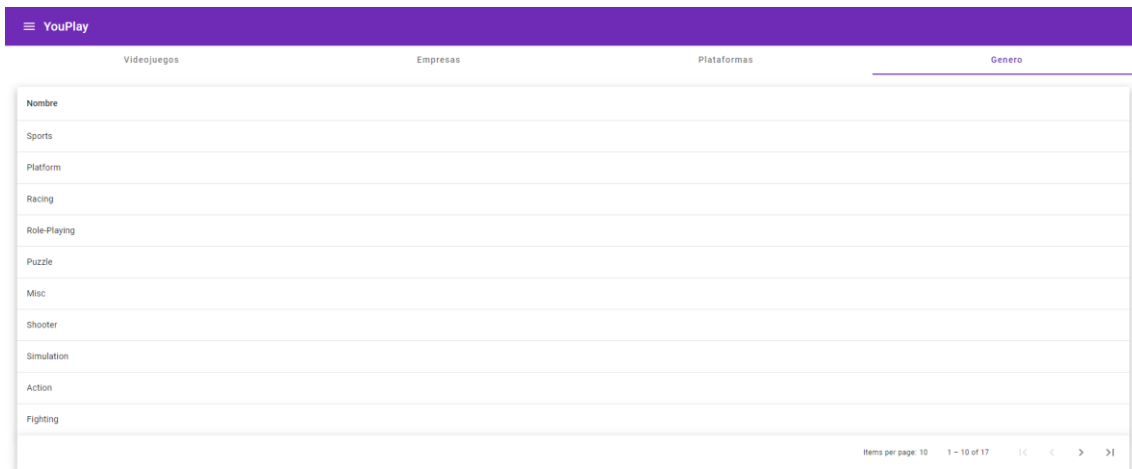 YouPlay
Videojuegos Empresas Plataformas Genero
Nombre
Sports
Platform
Racing
Role-Playing
Puzzle
Misc
Shooter
Simulation
Action
Fighting
Items per page: 10 1 – 10 of 17